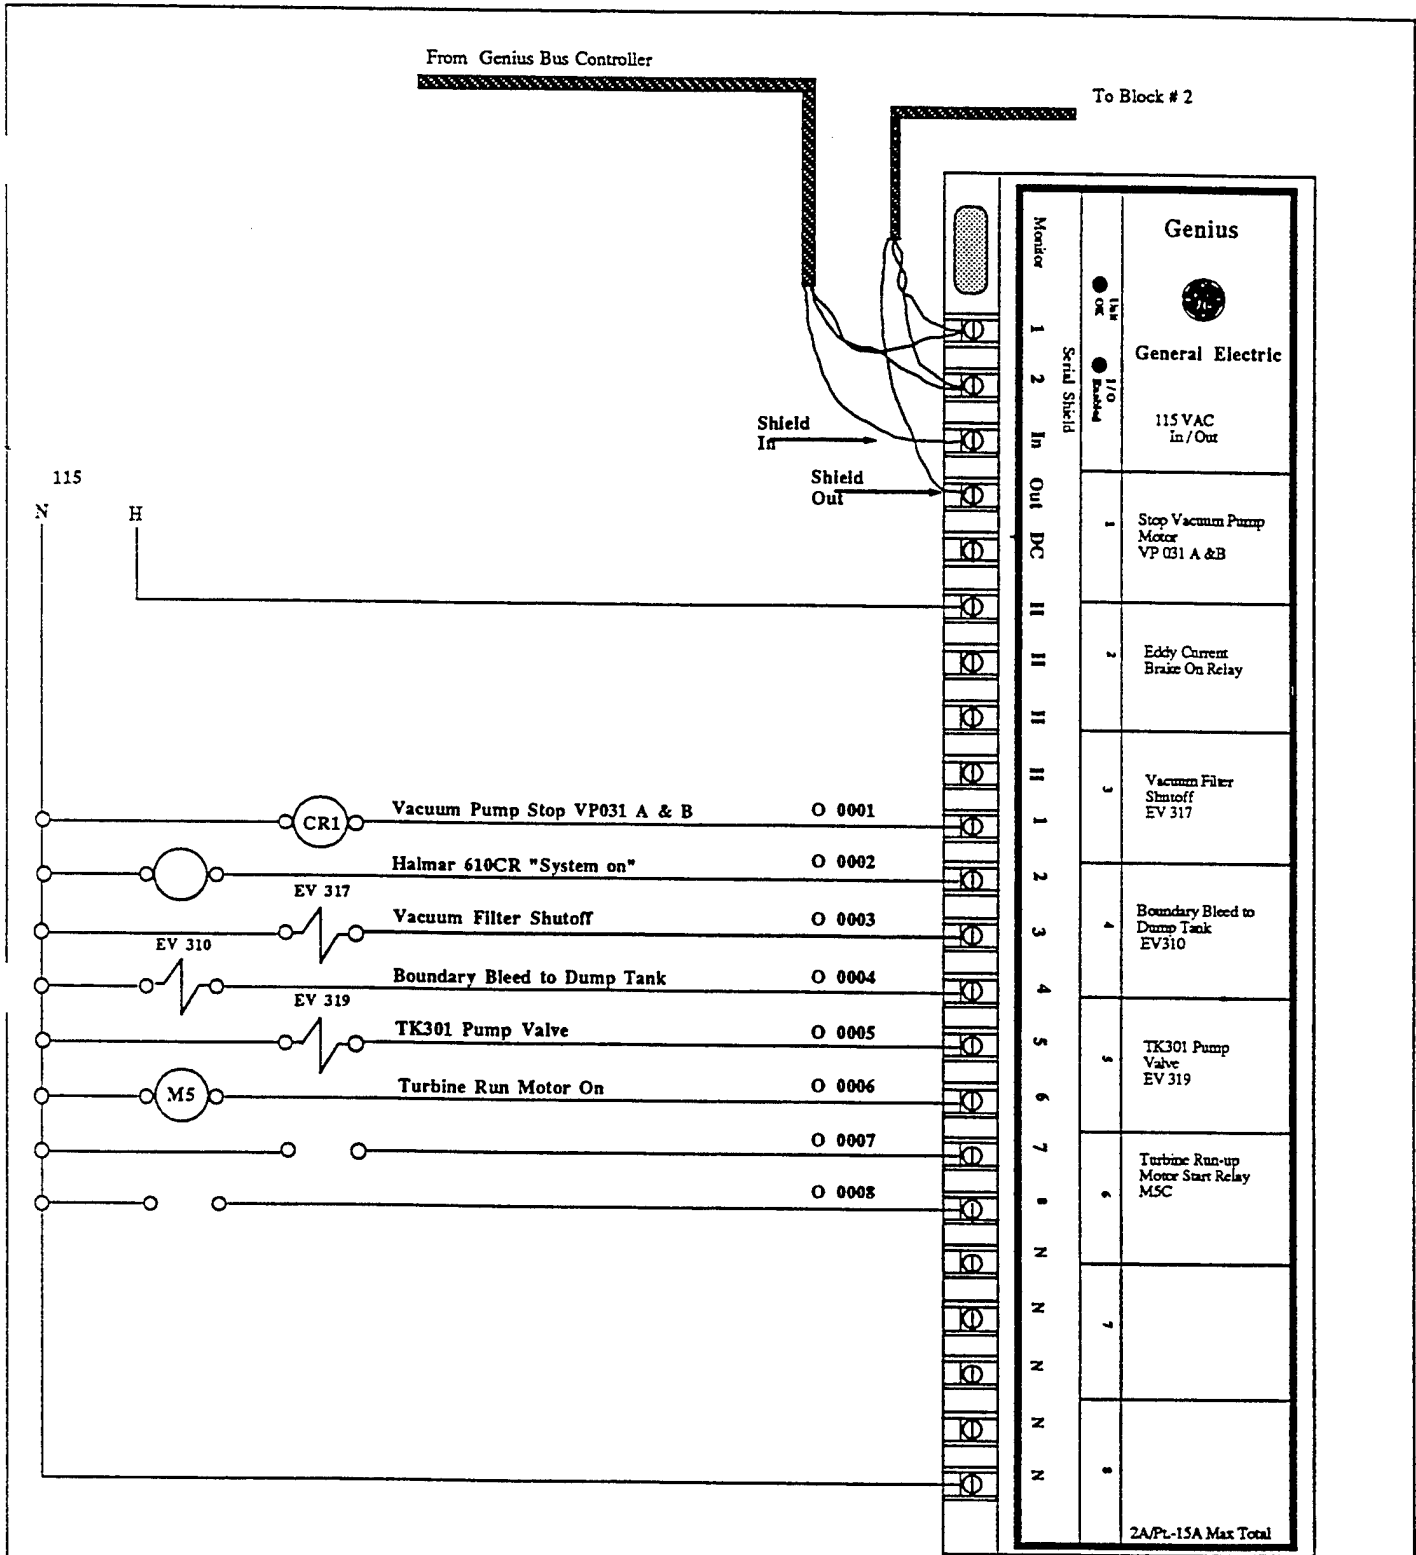 From Genius Bus Controller
To Block # 2
Monitor
1
2
In
Out
DC
H
H
H
H
1
2
3
4
5
6
7
8
N
N
N
N
N
Serial Shield
Unit
OK
I/O
Enabled
Genius
General Electric
115 VAC
In / Out
Shield
In
Shield
Out
115
N
H
1
Stop Vacuum Pump
Motor
VP 031 A &B
2
Eddy Current
Brake On Relay
3
Vacuum Filter
Shutoff
EV 317
4
Boundary Bleed to
Dump Tank
EV310
5
TK301 Pump
Valve
EV 319
6
Turbine Run-up
Motor Start Relay
M5C
7
8
2A/Pt.-15A Max Total
CR1
Vacuum Pump Stop VP031 A & B
O 0001
Halmar 610CR "System on"
O 0002
EV 317
Vacuum Filter Shutoff
O 0003
EV 310
Boundary Bleed to Dump Tank
O 0004
EV 319
TK301 Pump Valve
O 0005
M5
Turbine Run Motor On
O 0006
O 0007
O 0008